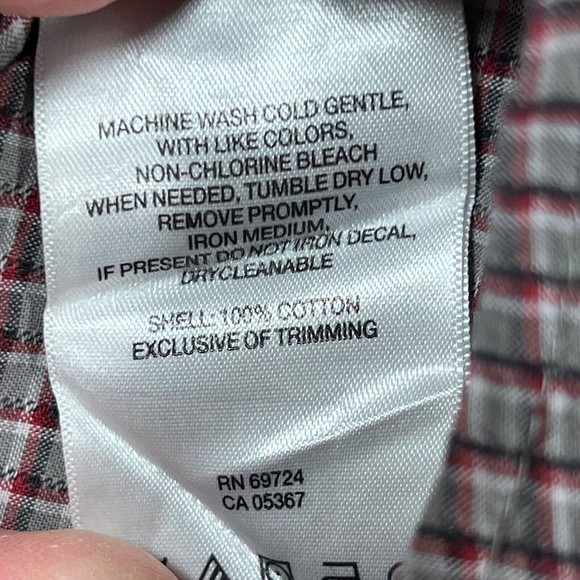 MACHINE WASH COLD GENTLE,
WITH LIKE COLORS,
NON-CHLORINE BLEACH
WHEN NEEDED, TUMBLE DRY LOW,
REMOVE PROMPTLY,
IRON MEDIUM,
IF PRESENT DO NOT IRON DECAL,
DRYCLEANABLE
SHELL: 100% COTTON
EXCLUSIVE OF TRIMMING
RN 69724
CA 05367